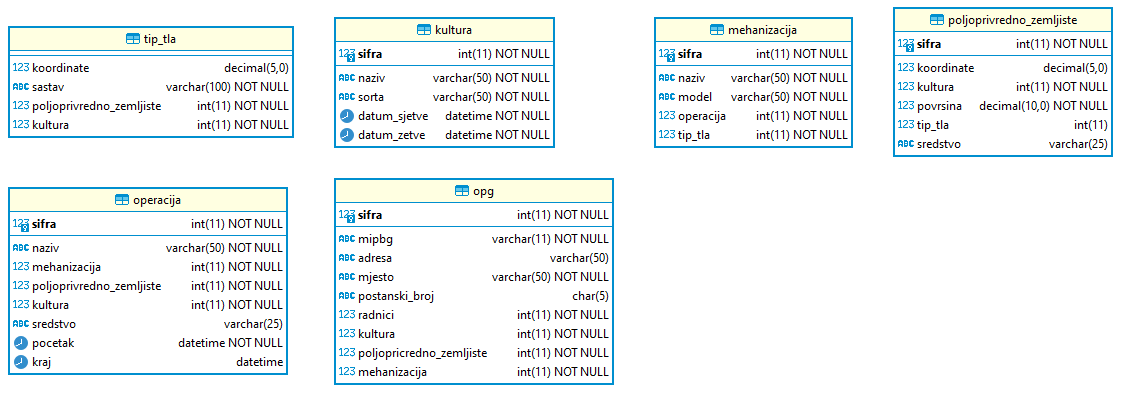 tip_tla
123 koordinate decimal(5,0)
ABC sastav varchar(100) NOT NULL
123 poljoprivredno_zemljiste int(11) NOT NULL
123 kultura int(11) NOT NULL
kultura
123 sifra int(11) NOT NULL
ABC naziv varchar(50) NOT NULL
ABC sorta varchar(50) NOT NULL
datum_sjetve datetime NOT NULL
datum_zetve datetime NOT NULL
mehanizacija
123 sifra int(11) NOT NULL
ABC naziv varchar(50) NOT NULL
ABC model varchar(50) NOT NULL
123 operacija int(11) NOT NULL
123 tip_tla int(11) NOT NULL
poljoprivredno_zemljiste
123 sifra int(11) NOT NULL
123 koordinate decimal(5,0)
123 kultura int(11) NOT NULL
123 povrsina decimal(10,0) NOT NULL
123 tip_tla int(11)
ABC sredstvo varchar(25)
operacija
123 sifra int(11) NOT NULL
ABC naziv varchar(50) NOT NULL
123 mehanizacija int(11) NOT NULL
123 poljoprivredno_zemljiste int(11) NOT NULL
123 kultura int(11) NOT NULL
ABC sredstvo varchar(25)
pocetak datetime NOT NULL
kraj datetime
opg
123 sifra int(11) NOT NULL
ABC mipbg varchar(11) NOT NULL
ABC adresa varchar(50)
ABC mjesto varchar(50) NOT NULL
ABC postanski_broj char(5)
123 radnici int(11) NOT NULL
123 kultura int(11) NOT NULL
123 poljopricredno_zemljiste int(11) NOT NULL
123 mehanizacija int(11) NOT NULL